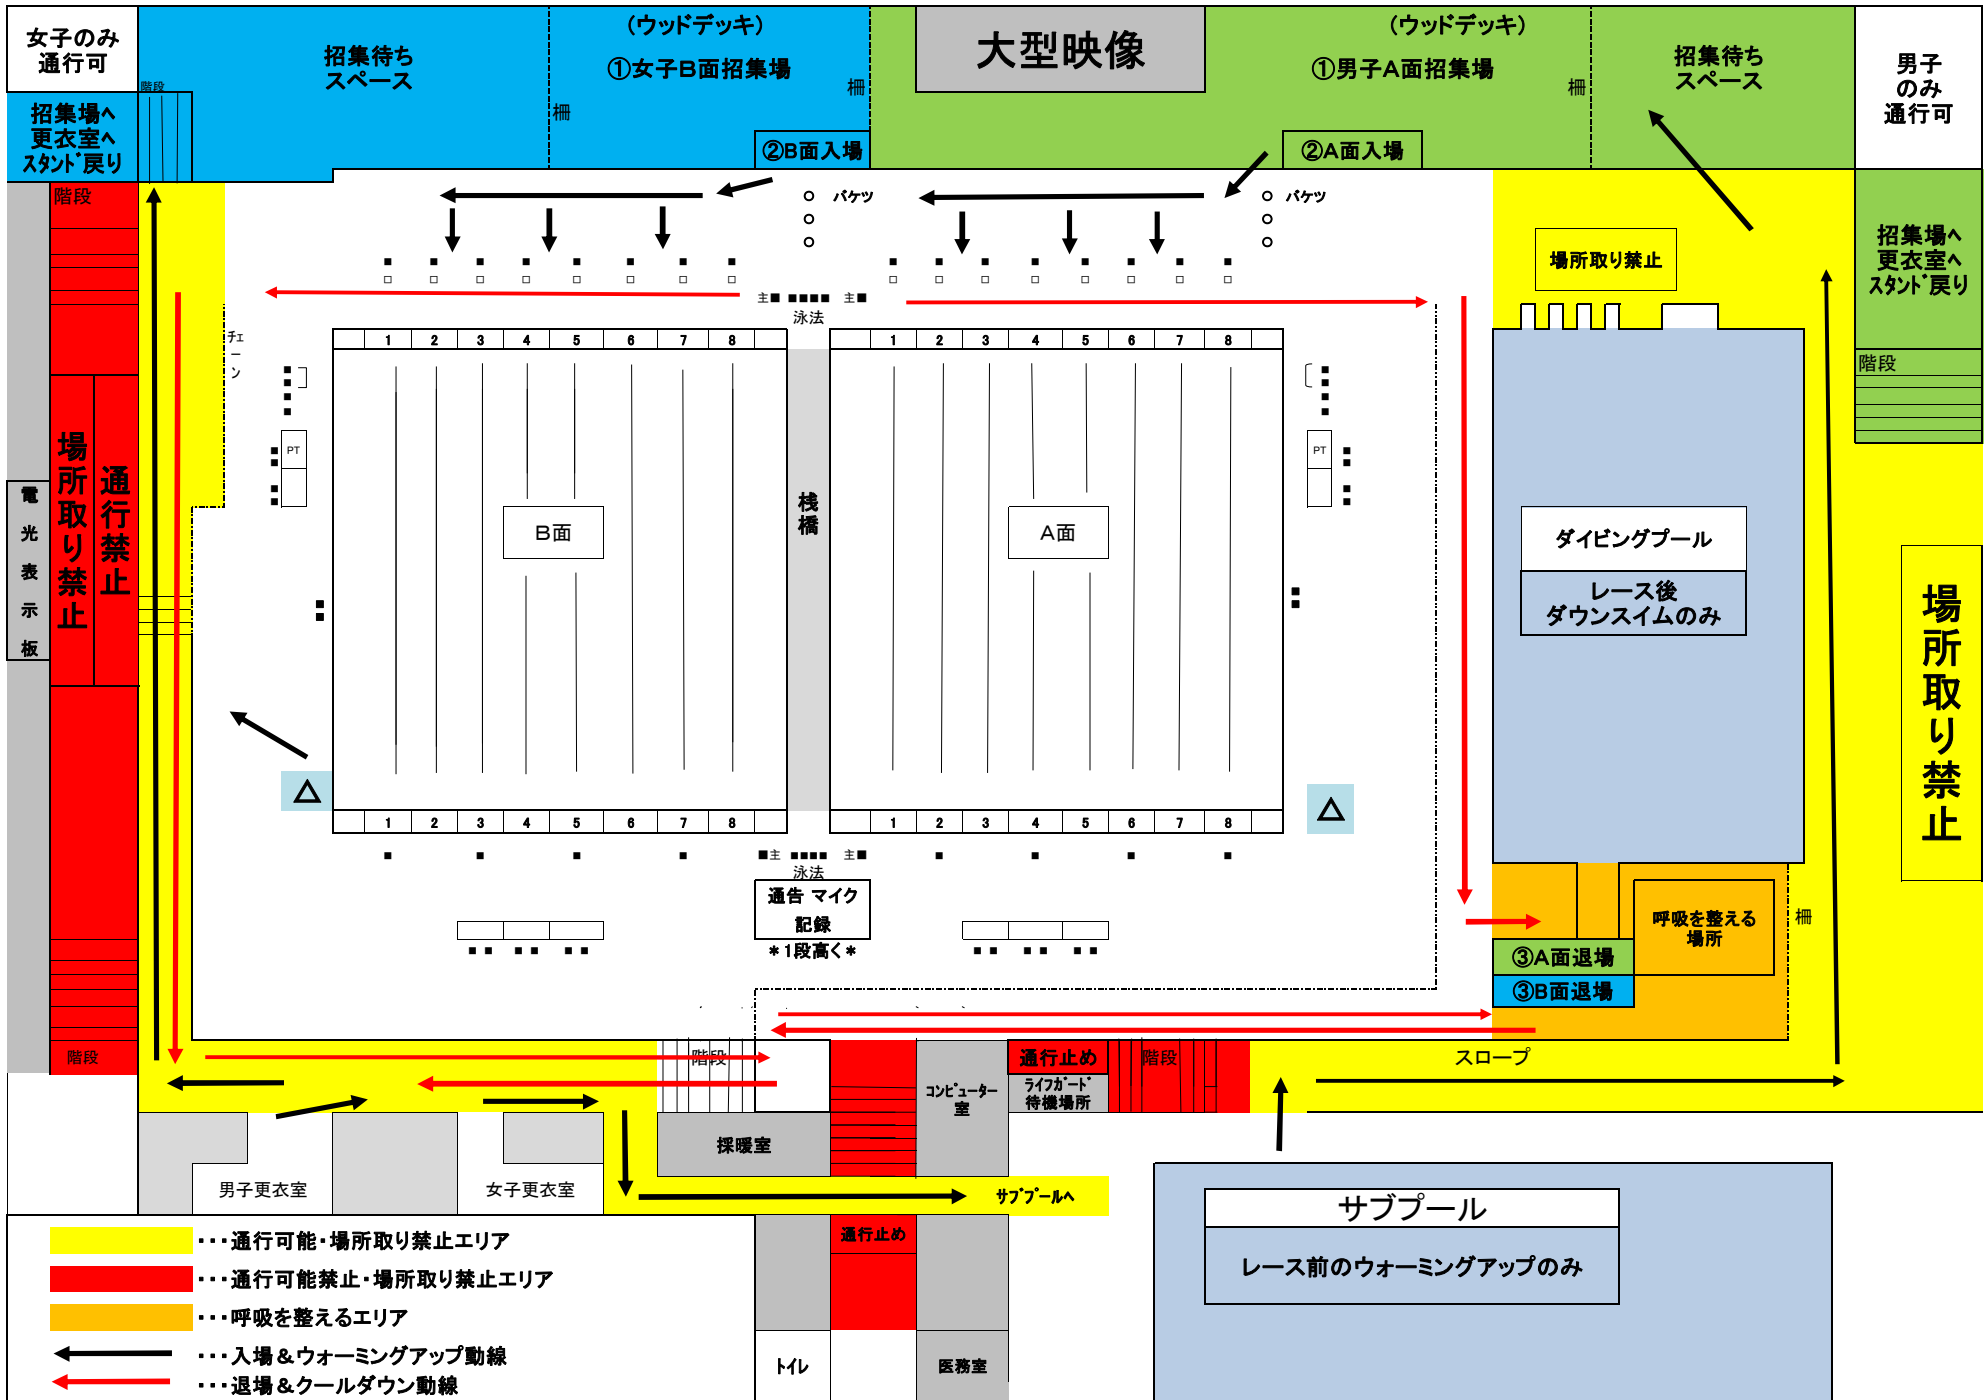 女子のみ
通行可
招集待ち
スペース
(ウッドデッキ)
①女子B面招集場
大型映像
(ウッドデッキ)
①男子A面招集場
招集待ち
スペース
男子
のみ
通行可
階段
柵
柵
柵
招集場へ
更衣室へ
スタンド戻り
②B面入場
②A面入場
階段
バケツ
バケツ
場所取り禁止
招集場へ
更衣室へ
スタンド戻り
主■ ■■■■ 主■
泳法
チェーン
1 2 3 4 5 6 7 8
1 2 3 4 5 6 7 8
階段
PT
PT
場所取り禁止
通行禁止
電光表示板
桟橋
B面
A面
ダイビングプール
レース後
ダウンスイムのみ
場所取り禁止
△
△
1 2 3 4 5 6 7 8
1 2 3 4 5 6 7 8
■主 ■■■■ 主■
泳法
通告 マイク
記録
*1段高く*
呼吸を整える
場所
柵
③A面退場
③B面退場
階段
階段
通行止め
階段
スロープ
コンピューター
室
ライフガード
待機場所
採暖室
男子更衣室
女子更衣室
サブプールへ
サブプール
レース前のウォーミングアップのみ
通行止め
トイレ
医務室
・・・通行可能・場所取り禁止エリア
・・・通行可能禁止・場所取り禁止エリア
・・・呼吸を整えるエリア
・・・入場&ウォーミングアップ動線
・・・退場&クールダウン動線